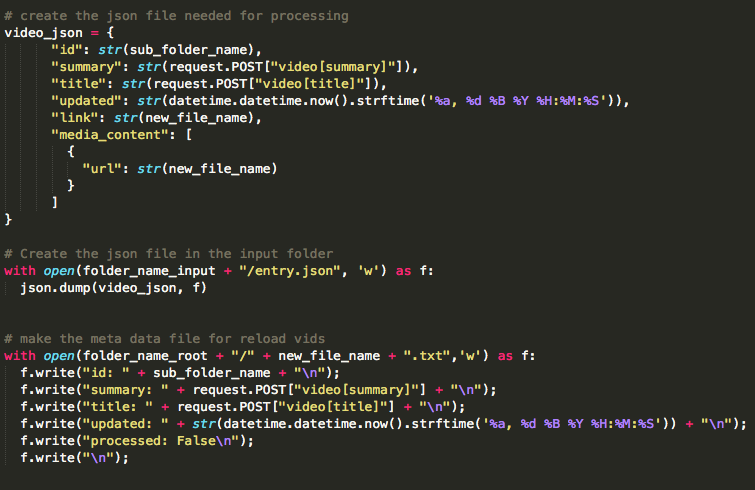 # create the json file needed for processing
video_json = {
"id": str(sub_folder_name),
"summary": str(request.POST["video[summary]"]),
"title": str(request.POST["video[title]"]),
"updated": str(datetime.datetime.now().strftime('%a, %d %B %Y %H:%M:%S')),
"link": str(new_file_name),
"media_content": [
{
"url": str(new_file_name)
}
]
}
# Create the json file in the input folder
with open(folder_name_input + "/entry.json", 'w') as f:
json.dump(video_json, f)
# make the meta data file for reload vids
with open(folder_name_root + "/" + new_file_name + ".txt",'w') as f:
f.write("id: " + sub_folder_name + "\n");
f.write("summary: " + request.POST["video[summary]"] + "\n");
f.write("title: " + request.POST["video[title]"] + "\n");
f.write("updated: " + str(datetime.datetime.now().strftime('%a, %d %B %Y %H:%M:%S')) + "\n");
f.write("processed: False\n");
f.write("\n");